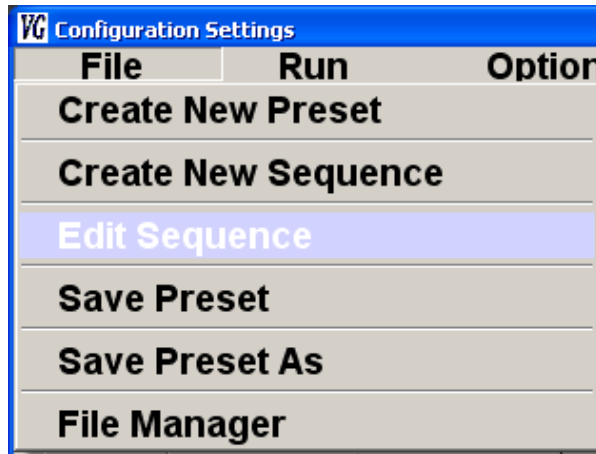 VG Configuration Settings
File Run Option
Create New Preset
Create New Sequence
Edit Sequence
Save Preset
Save Preset As
File Manager